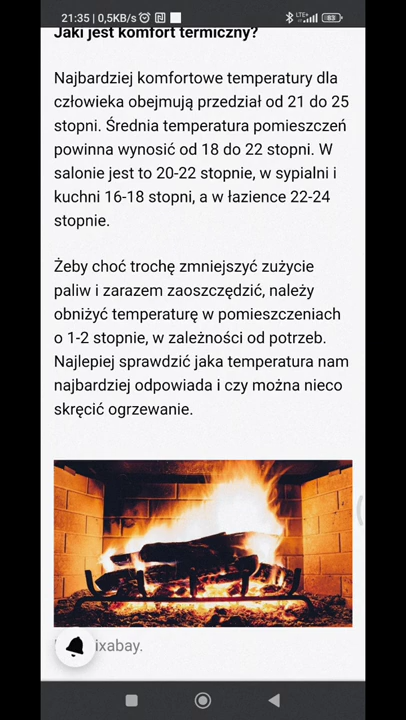 21:35 | 0,5KB/s
LTE+
83
Jaki jest komfort termiczny?
Najbardziej komfortowe temperatury dla
człowieka obejmują przedział od 21 do 25
stopni. Średnia temperatura pomieszczeń
powinna wynosić od 18 do 22 stopni. W
salonie jest to 20-22 stopnie, w sypialni i
kuchni 16-18 stopni, a w łazience 22-24
stopnie.
Żeby choć trochę zmniejszyć zużycie
paliw i zarazem zaoszczędzić, należy
obniżyć temperaturę w pomieszczeniach
o 1-2 stopnie, w zależności od potrzeb.
Najlepiej sprawdzić jaka temperatura nam
najbardziej odpowiada i czy można nieco
skręcić ogrzewanie.
ixabay.